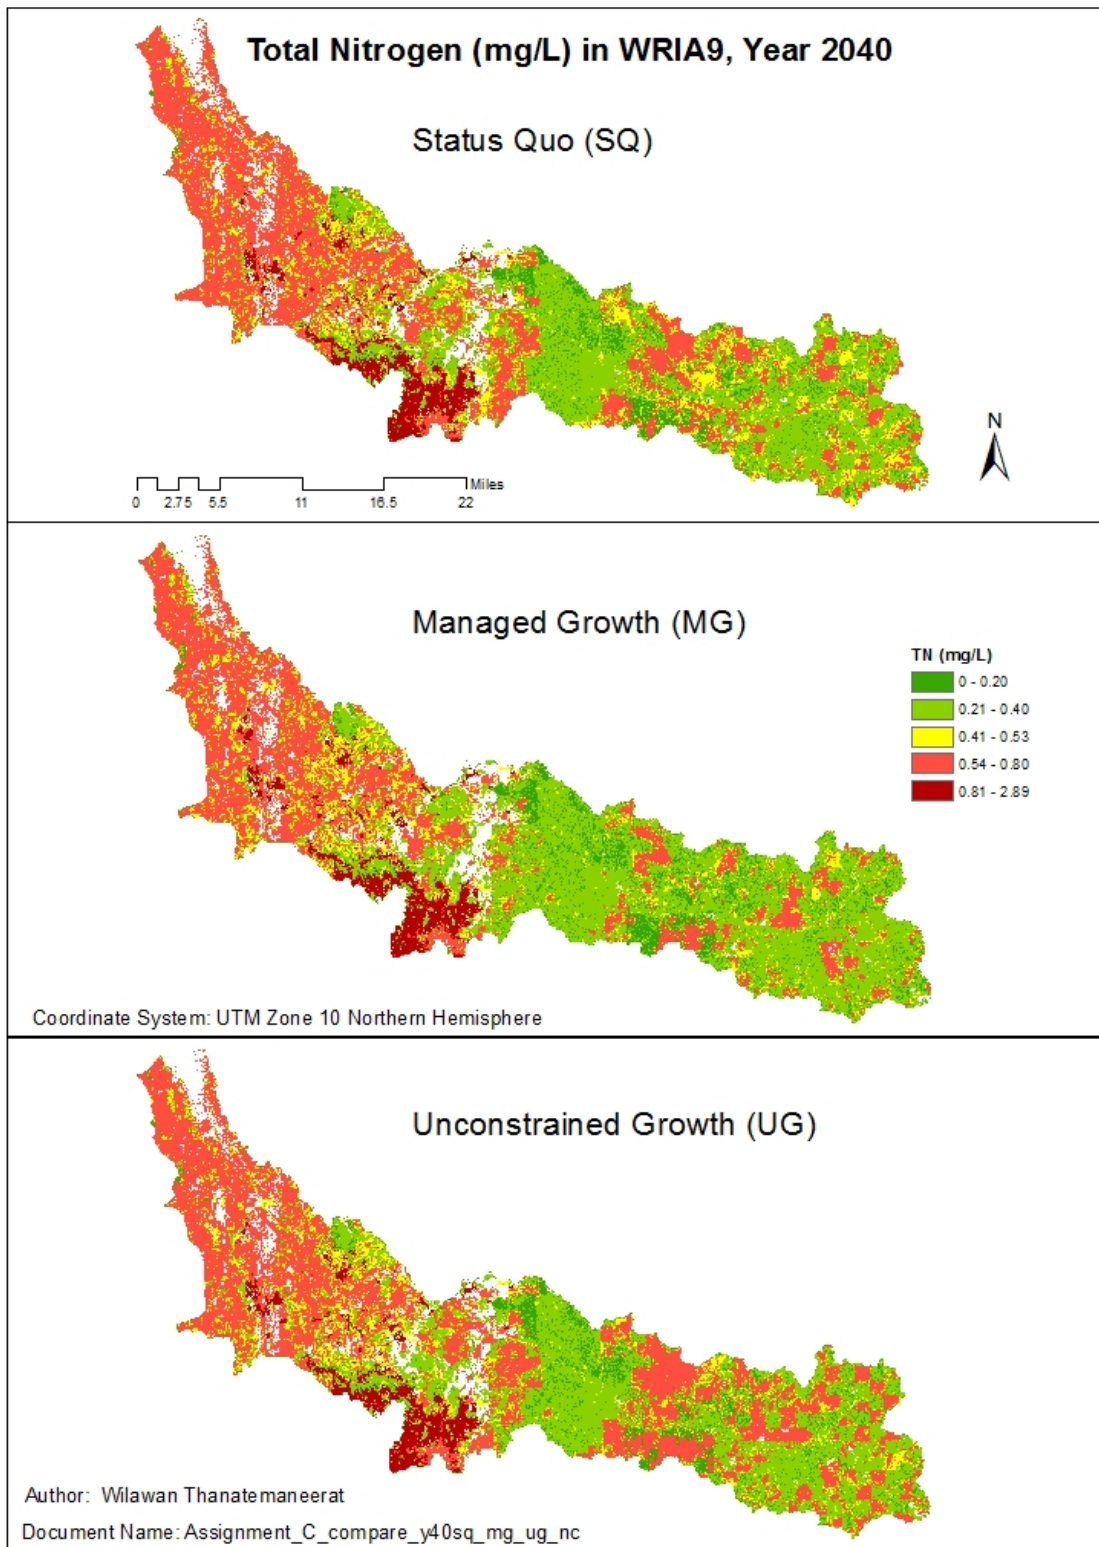 Total Nitrogen (mg/L) in WRIA9, Year 2040
Status Quo (SQ)
N
Miles
0 2.75 5.5 11 16.5 22
Managed Growth (MG)
TN (mg/L)
0 - 0.20
0.21 - 0.40
0.41 - 0.53
0.54 - 0.80
0.81 - 2.89
Coordinate System: UTM Zone 10 Northern Hemisphere
Unconstrained Growth (UG)
Author: Wilawan Thanatemaneerat
Document Name: Assignment_C_compare_y40sq_mg_ug_nc